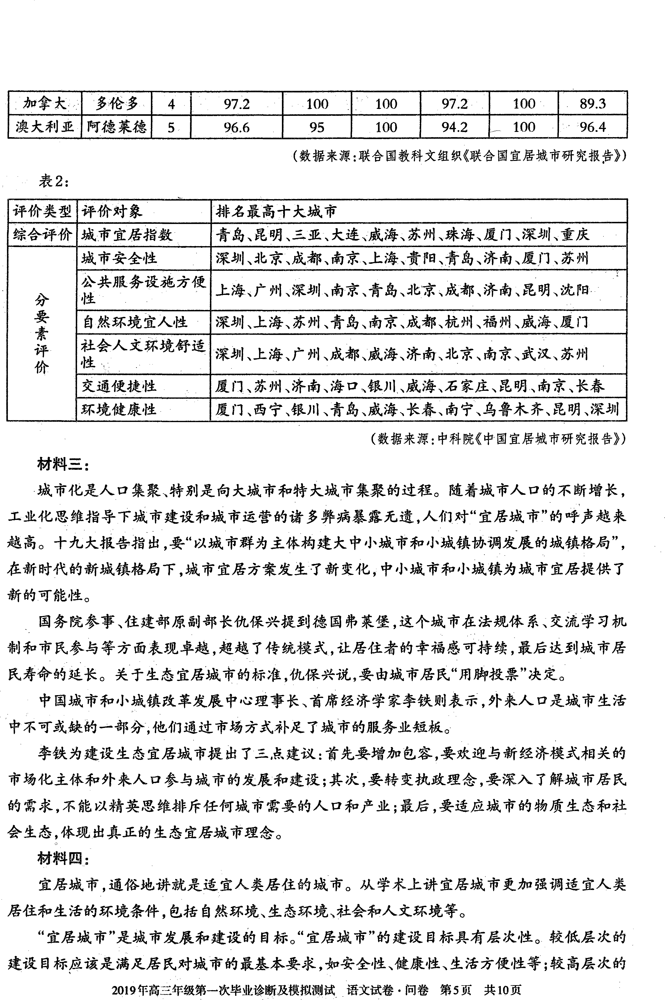 加拿大 多伦多 4 97.2 100 100 97.2 100 89.3
澳大利亚 阿德莱德 5 96.6 95 100 94.2 100 96.4
(数据来源:联合国教科文组织《联合国宜居城市研究报告》)
表2:
评价类型 评价对象 排名最高十大城市
综合评价 城市宜居指数 青岛、昆明、三亚、大连、威海、苏州、珠海、厦门、深圳、重庆
分要素评价
城市安全性 深圳、北京、成都、南京、上海、贵阳、青岛、济南、厦门、苏州
公共服务设施方便
性 上海、广州、深圳、南京、青岛、北京、成都、济南、昆明、沈阳
自然环境宜人性 深圳、上海、苏州、青岛、南京、成都、杭州、福州、威海、厦门
社会人文环境舒适
性 深圳、上海、广州、成都、威海、济南、北京、南京、武汉、苏州
交通便捷性 厦门、苏州、济南、海口、银川、威海、石家庄、昆明、南京、长春
环境健康性 厦门、西宁、银川、青岛、威海、长春、南宁、乌鲁木齐、昆明、深圳
(数据来源:中科院《中国宜居城市研究报告》)
材料三:
城市化是人口集聚、特别是向大城市和特大城市集聚的过程。随着城市人口的不断增长,
工业化思维指导下城市建设和城市运营的诸多弊病暴露无遗,人们对“宜居城市”的呼声越来
越高。十九大报告指出,要“以城市群为主体构建大中小城市和小城镇协调发展的城镇格局”,
在新时代的新城镇格局下,城市宜居方案发生了新变化,中小城市和小城镇为城市宜居提供了
新的可能性。
国务院参事、住建部原副部长仇保兴提到德国弗莱堡,这个城市在法规体系、交流学习机
制和市民参与等方面表现卓越,超越了传统模式,让居住者的幸福感可持续,最后达到城市居
民寿命的延长。关于生态宜居城市的标准,仇保兴说,要由城市居民“用脚投票”决定。
中国城市和小城镇改革发展中心理事长、首席经济学家李铁则表示,外来人口是城市生活
中不可或缺的一部分,他们通过市场方式补足了城市的服务业短板。
李铁为建设生态宜居城市提出了三点建议:首先要增加包容,要欢迎与新经济模式相关的
市场化主体和外来人口参与城市的发展和建设;其次,要转变执政理念,要深入了解城市居民
的需求,不能以精英思维排斥任何城市需要的人口和产业;最后,要适应城市的物质生态和社
会生态,体现出真正的生态宜居城市理念。
材料四:
宜居城市,通俗地讲就是适宜人类居住的城市。从学术上讲宜居城市更加强调适宜人类
居住和生活的环境条件,包括自然环境、生态环境、社会和人文环境等。
“宜居城市”是城市发展和建设的目标。“宜居城市”的建设目标具有层次性。较低层次的
建设目标应该是满足居民对城市的最基本要求,如安全性、健康性、生活方便性等;较高层次的
2019年高三年级第一次毕业诊断及模拟测试 语文试卷·问卷 第5页 共10页